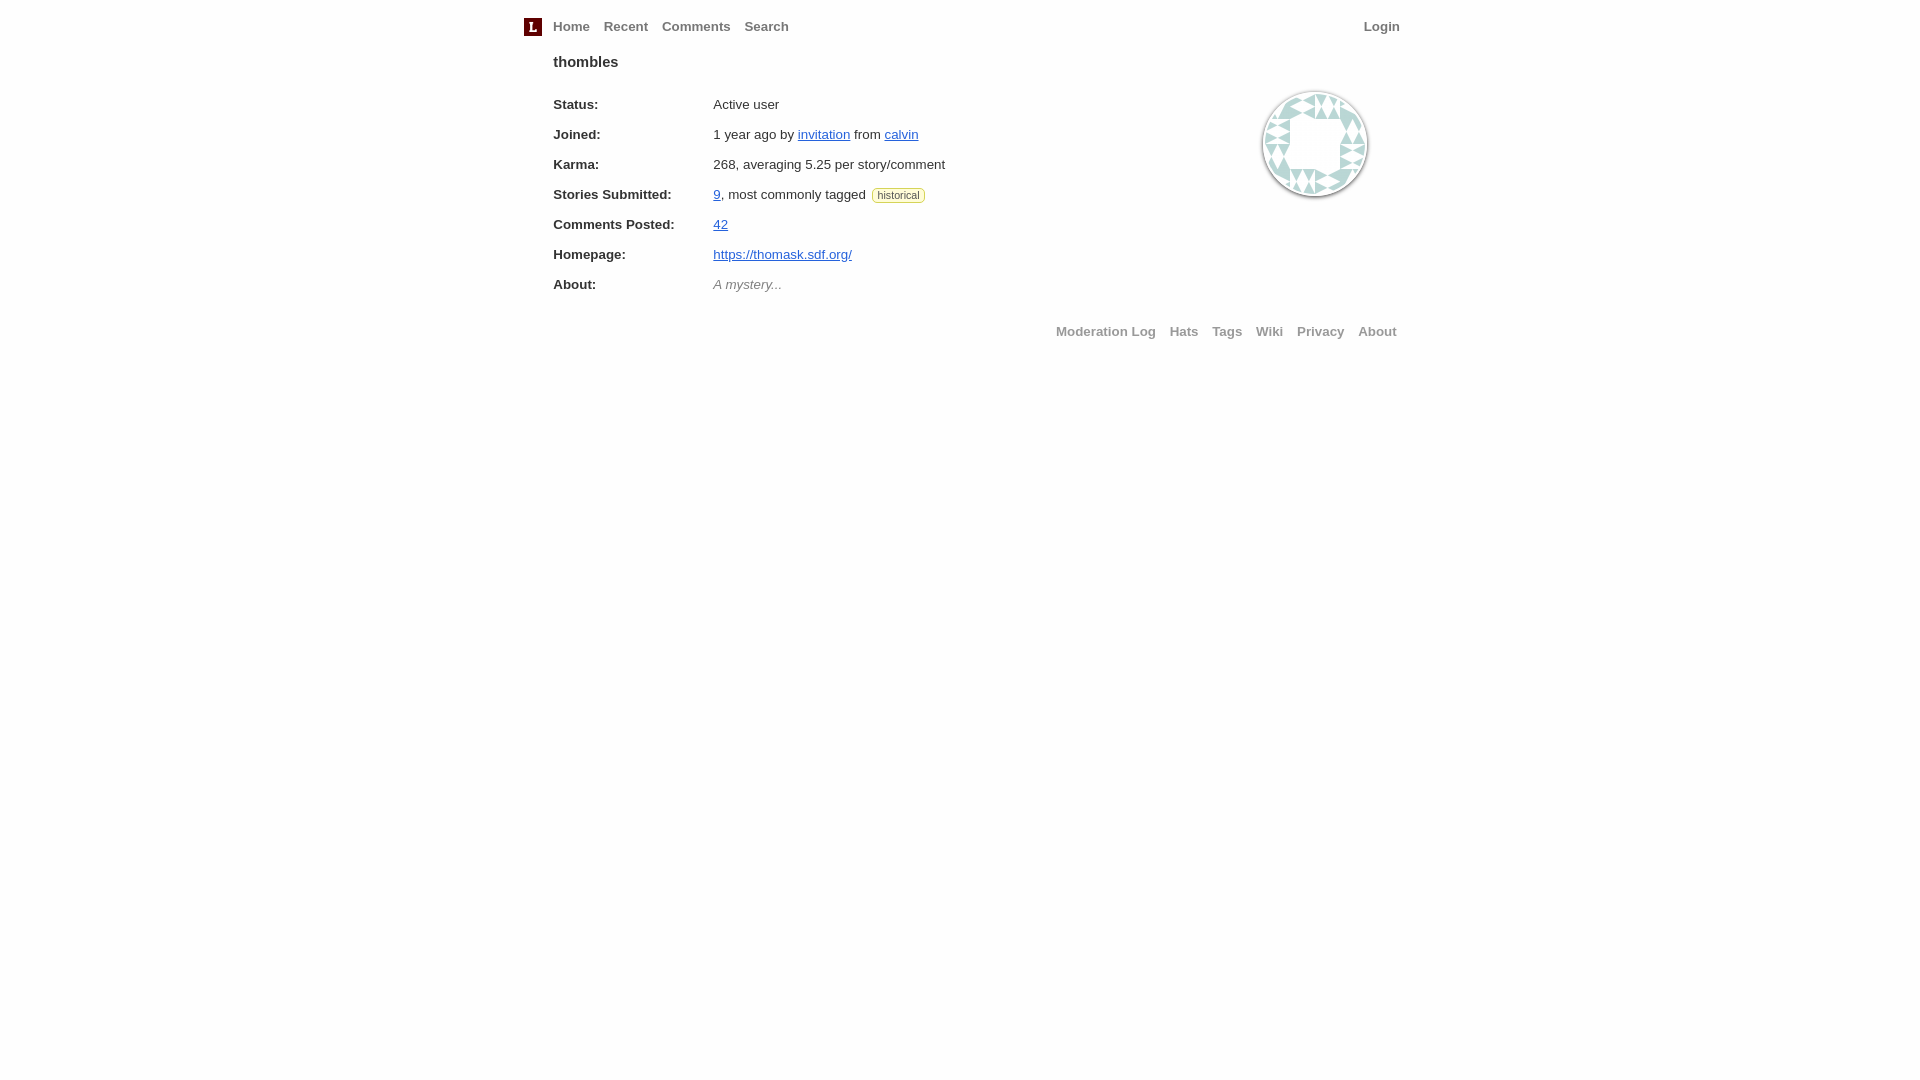 L Home Recent Comments Search Login
thombles
Status: Active user
Joined: 1 year ago by invitation from calvin
Karma: 268, averaging 5.25 per story/comment
Stories Submitted: 9, most commonly tagged historical
Comments Posted: 42
Homepage: https://thomask.sdf.org/
About: A mystery...
Moderation Log Hats Tags Wiki Privacy About